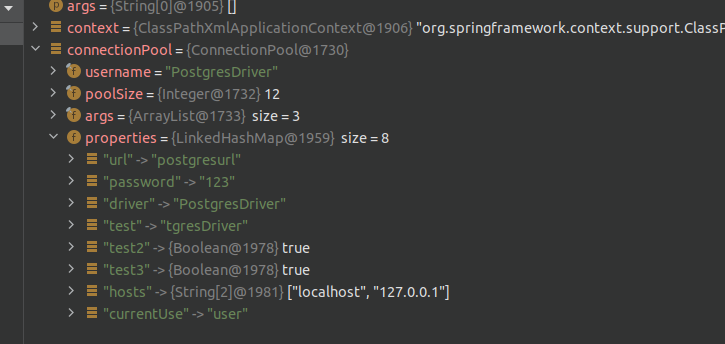 p args = {String[0]@1905} []
context = {ClassPathXmlApplicationContext@1906} "org.springframework.context.support.ClassP
connectionPool = {ConnectionPool@1730}
f username = "PostgresDriver"
f poolSize = {Integer@1732} 12
f args = {ArrayList@1733} size = 3
f properties = {LinkedHashMap@1959} size = 8
"url" -> "postgresurl"
"password" -> "123"
"driver" -> "PostgresDriver"
"test" -> "tgresDriver"
"test2" -> {Boolean@1978} true
"test3" -> {Boolean@1978} true
"hosts" -> {String[2]@1981} ["localhost", "127.0.0.1"]
"currentUse" -> "user"